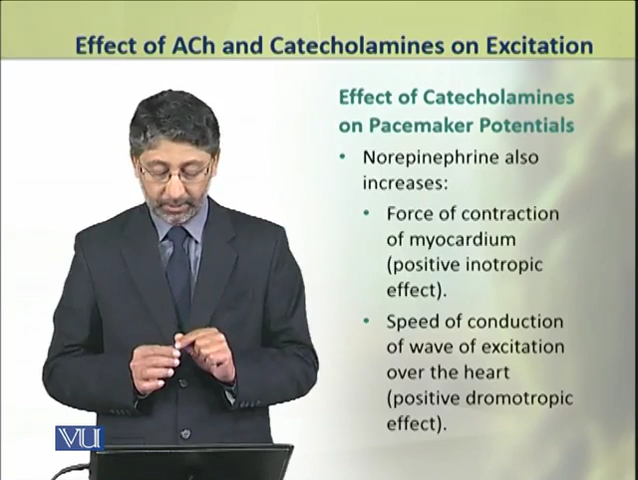 Effect of ACh and Catecholamines on Excitation
Effect of Catecholamines
on Pacemaker Potentials
• Norepinephrine also
increases:
• Force of contraction
of myocardium
(positive inotropic
effect).
• Speed of conduction
of wave of excitation
over the heart
(positive dromotropic
effect).
VU